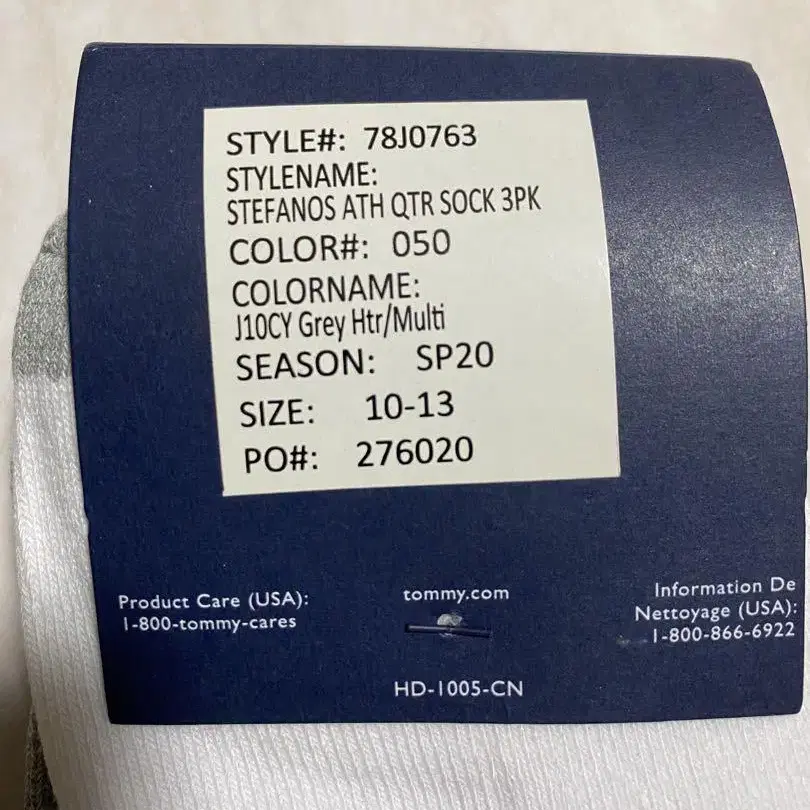 STYLE#: 78J0763
STYLENAME:
STEFANOS ATH QTR SOCK 3PK
COLOR#: 050
COLORNAME:
J10CY Grey Htr/Multi
SEASON: SP20
SIZE: 10-13
PO#: 276020
Product Care (USA):
1-800-tommy-cares
tommy.com
HD-1005-CN
Information De
Nettoyage (USA):
1-800-866-6922